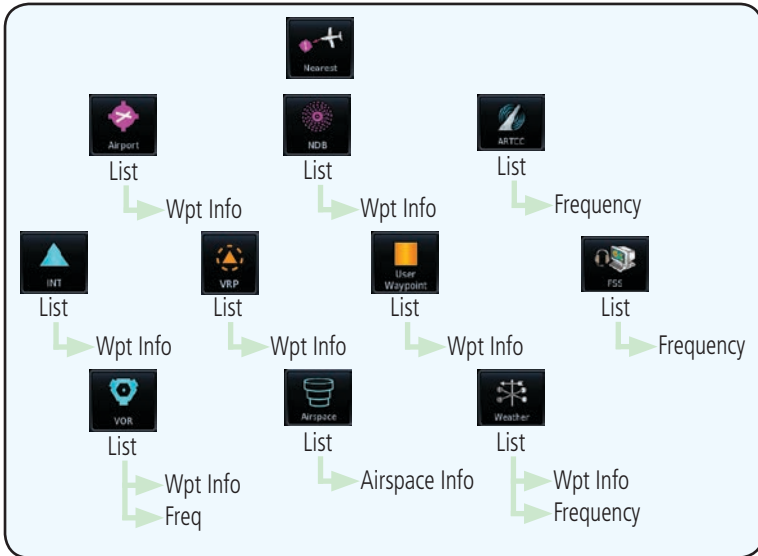 Nearest
Airport NDB ARTCC
List List List
Wpt Info Wpt Info Frequency
INT VRP User Waypoint FSS
List List List List
Wpt Info Wpt Info Wpt Info Frequency
VOR Airspace Weather
List List List
Wpt Info Airspace Info Wpt Info
Freq Frequency